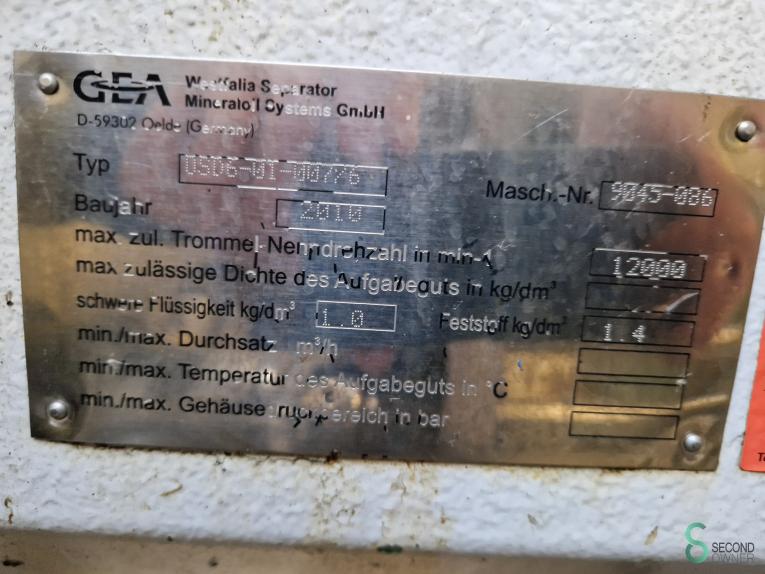 GEA Westfalia Separator
Mineraloil Systems GmbH
D-59302 Oelde (Germany)
Typ OSD6-01-007/6 Masch.-Nr. 9045-086
Baujahr 2010
max. zul. Trommel-Nenndrehzahl in min-1 12000
max zulässige Dichte des Aufgabeguts in kg/dm³
schwere Flüssigkeit kg/dm³ 1.0 Feststoff kg/dm³ 1.4
min./max. Durchsatz m³/h
min./max. Temperatur des Aufgabeguts in °C
min./max. Gehäusedruckbereich in bar
SECOND
OWNER